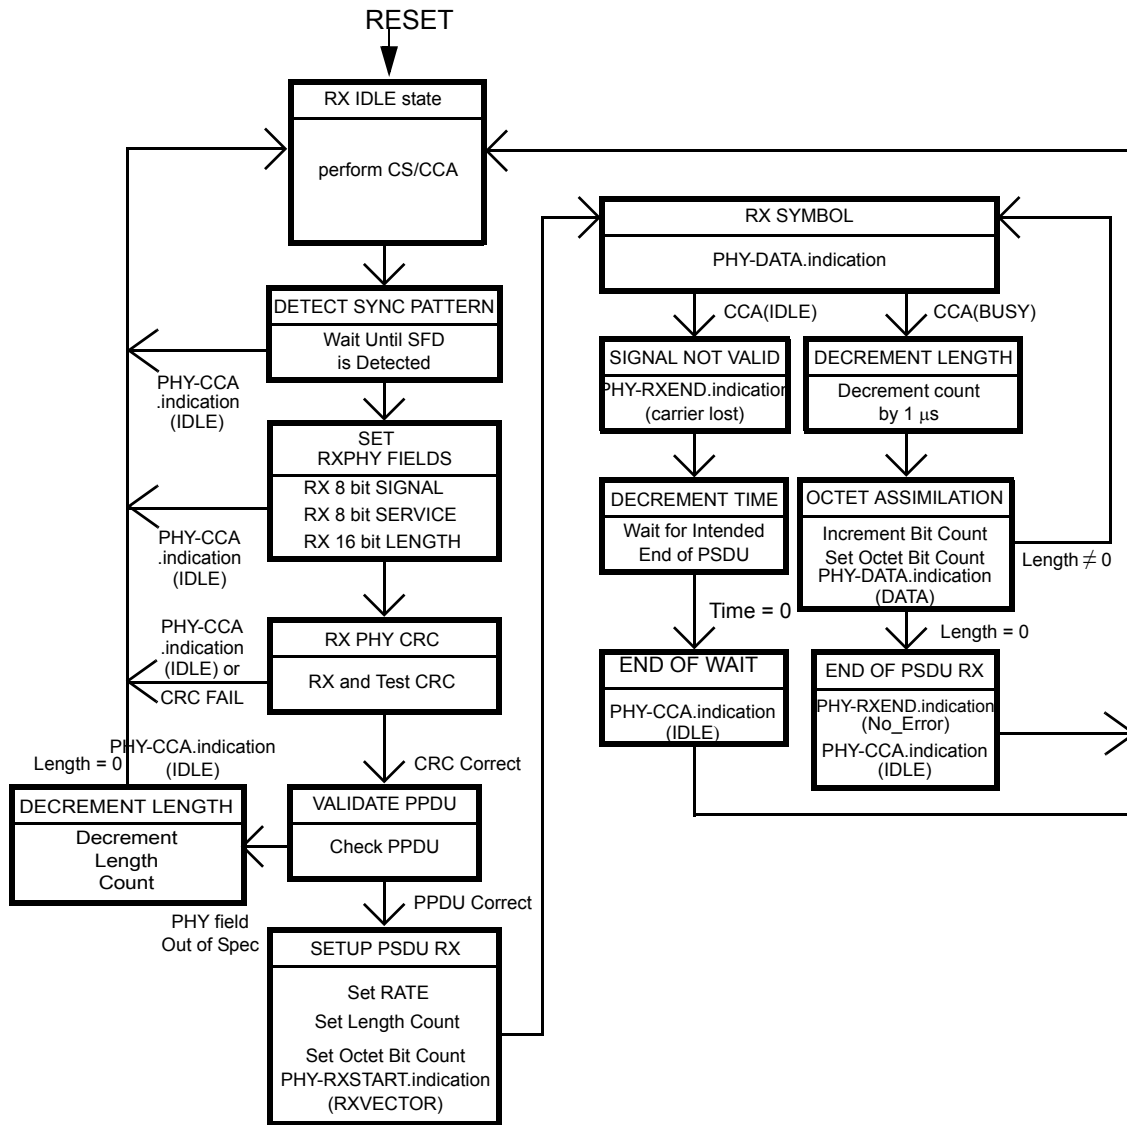 RESET
RX IDLE state
perform CS/CCA
DETECT SYNC PATTERN
Wait Until SFD
is Detected
PHY-CCA
.indication
(IDLE)
SET
RXPHY FIELDS
RX 8 bit SIGNAL
RX 8 bit SERVICE
RX 16 bit LENGTH
PHY-CCA
.indication
(IDLE)
RX PHY CRC
RX and Test CRC
PHY-CCA
.indication
(IDLE) or
CRC FAIL
CRC Correct
VALIDATE PPDU
Check PPDU
PHY-CCA.indication
(IDLE)
Length = 0
DECREMENT LENGTH
Decrement
Length
Count
PHY field
Out of Spec
PPDU Correct
SETUP PSDU RX
Set RATE
Set Length Count
Set Octet Bit Count
PHY-RXSTART.indication
(RXVECTOR)
RX SYMBOL
PHY-DATA.indication
CCA(IDLE)
CCA(BUSY)
SIGNAL NOT VALID
PHY-RXEND.indication
(carrier lost)
DECREMENT TIME
Wait for Intended
End of PSDU
Time = 0
END OF WAIT
PHY-CCA.indication
(IDLE)
DECREMENT LENGTH
Decrement count
by 1 μs
OCTET ASSIMILATION
Increment Bit Count
Set Octet Bit Count
PHY-DATA.indication
(DATA)
Length ≠ 0
Length = 0
END OF PSDU RX
PHY-RXEND.indication
(No_Error)
PHY-CCA.indication
(IDLE)